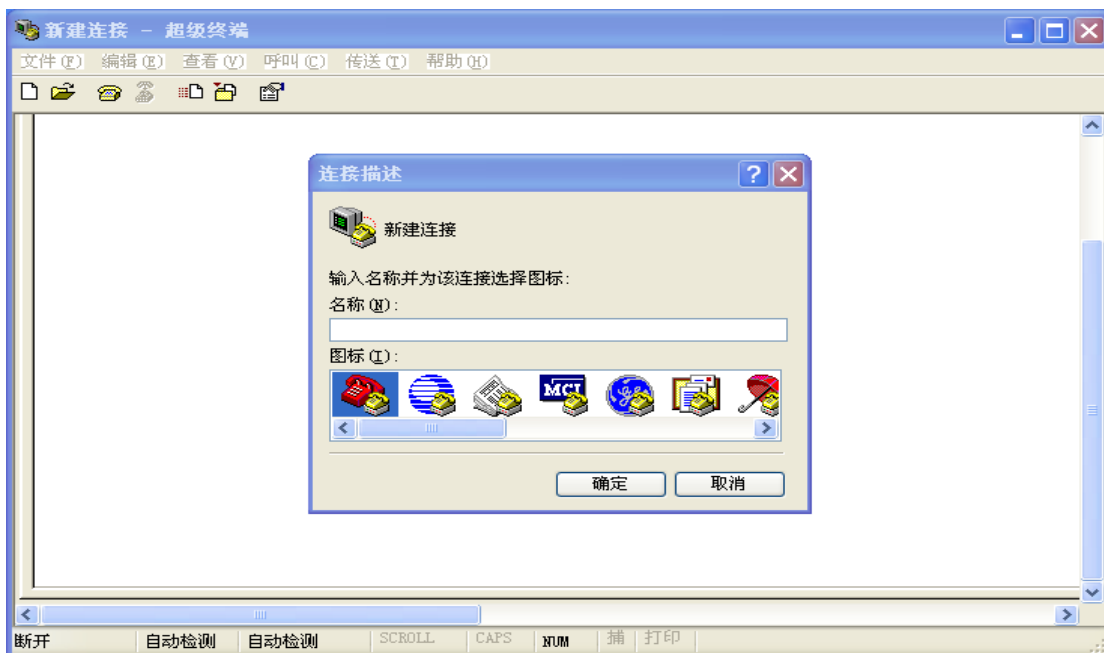 新建连接 - 超级终端
文件(F) 编辑(E) 查看(V) 呼叫(C) 传送(T) 帮助(H)
连接描述
新建连接
输入名称并为该连接选择图标:
名称(N):
图标(I):
MCI
确定 取消
断开 自动检测 自动检测 SCROLL CAPS NUM 捕 打印